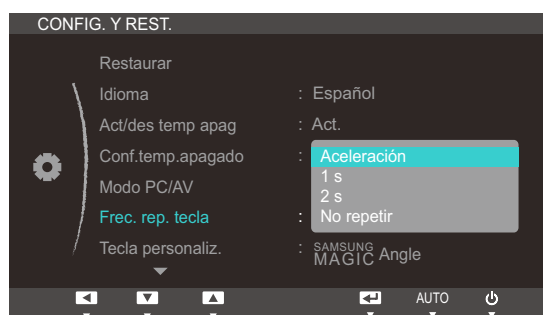 CONFIG. Y REST.
Restaurar
Idioma : Español
Act/des temp apag : Act.
Conf.temp.apagado : Aceleración
1 s
Modo PC/AV
2 s
Frec. rep. tecla : No repetir
Tecla personaliz. : SAMSUNG MAGIC Angle
AUTO